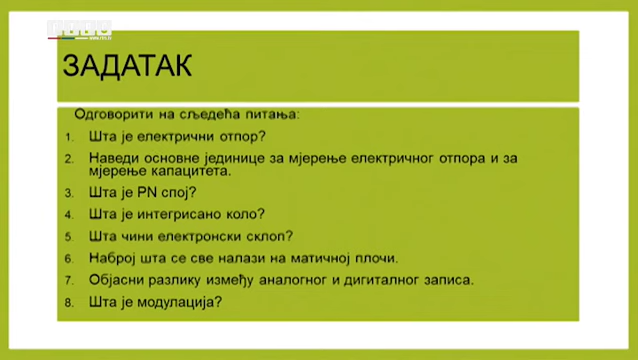 ЗАДАТАК
Одговорити на сљедећа питања:
1. Шта је електрични отпор?
2. Наведи основне јединице за мјерење електричног отпора и за
мјерење капацитета.
3. Шта је PN спој?
4. Шта је интегрисано коло?
5. Шта чини електронски склоп?
6. Наброј шта се све налази на матичној плочи.
7. Објасни разлику између аналогног и дигиталног записа.
8. Шта је модулација?